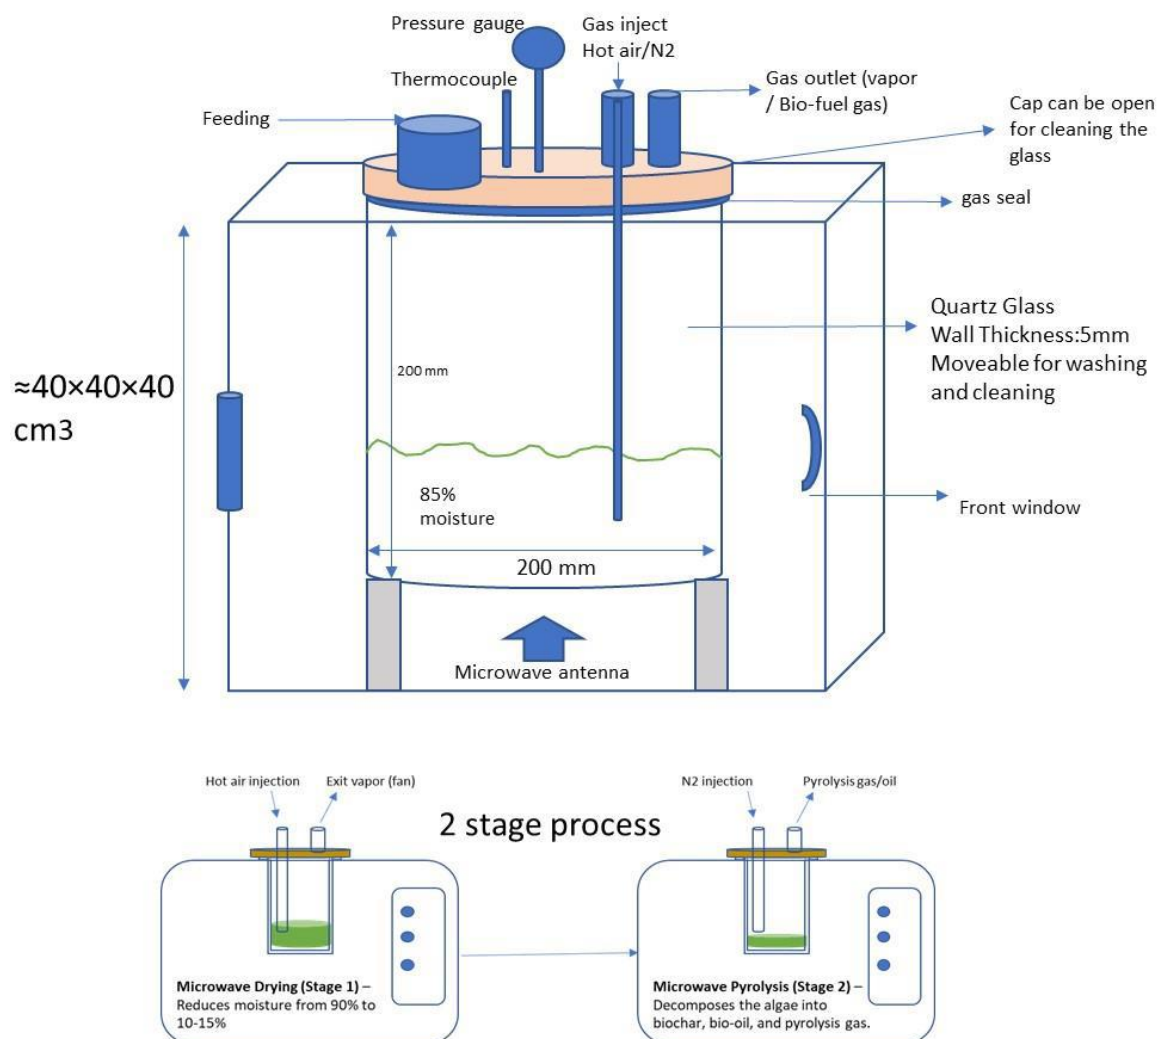 Pressure gauge
Gas inject
Hot air/N2
Thermocouple
Gas outlet (vapor
/ Bio-fuel gas)
Feeding
Cap can be open
for cleaning the
glass
gas seal
Quartz Glass
Wall Thickness:5mm
Moveable for washing
and cleaning
200 mm
≈40×40×40
cm3
85%
moisture
Front window
200 mm
Microwave antenna
Hot air injection
Exit vapor (fan)
2 stage process
N2 injection
Pyrolysis gas/oil
Microwave Drying (Stage 1) –
Reduces moisture from 90% to
10-15%
Microwave Pyrolysis (Stage 2) –
Decomposes the algae into
biochar, bio-oil, and pyrolysis gas.